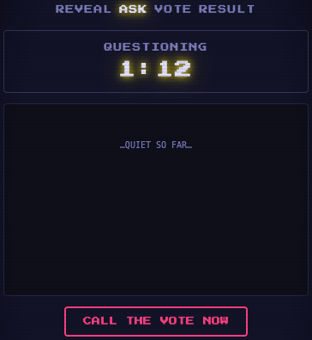 REVEAL ASK VOTE RESULT
QUESTIONING
1:12
…QUIET SO FAR…
CALL THE VOTE NOW